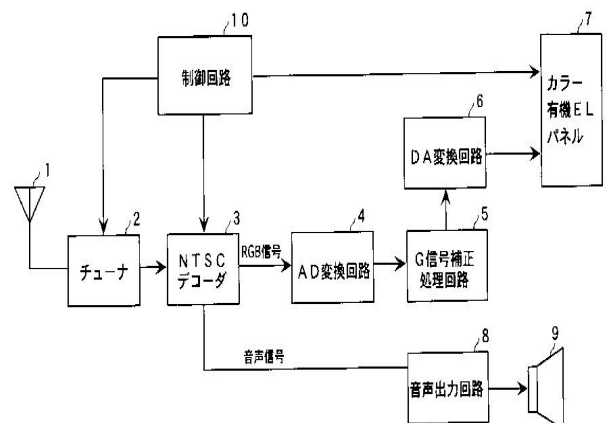 10
制御回路
7
カラー
有機EL
パネル
6
DA変換回路
1
2
チューナ
3
NTSC
デコーダ
RGB信号
4
AD変換回路
5
G信号補正
処理回路
音声信号
8
音声出力回路
9